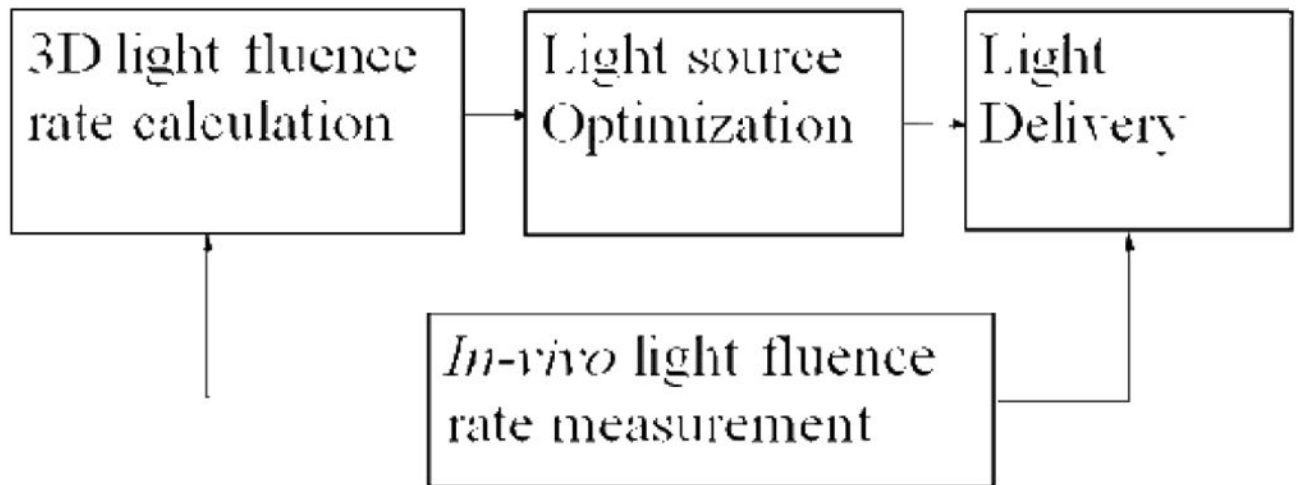 3D light fluence
rate calculation
Light source
Optimization
Light
Delivery
In-vivo light fluence
rate measurement